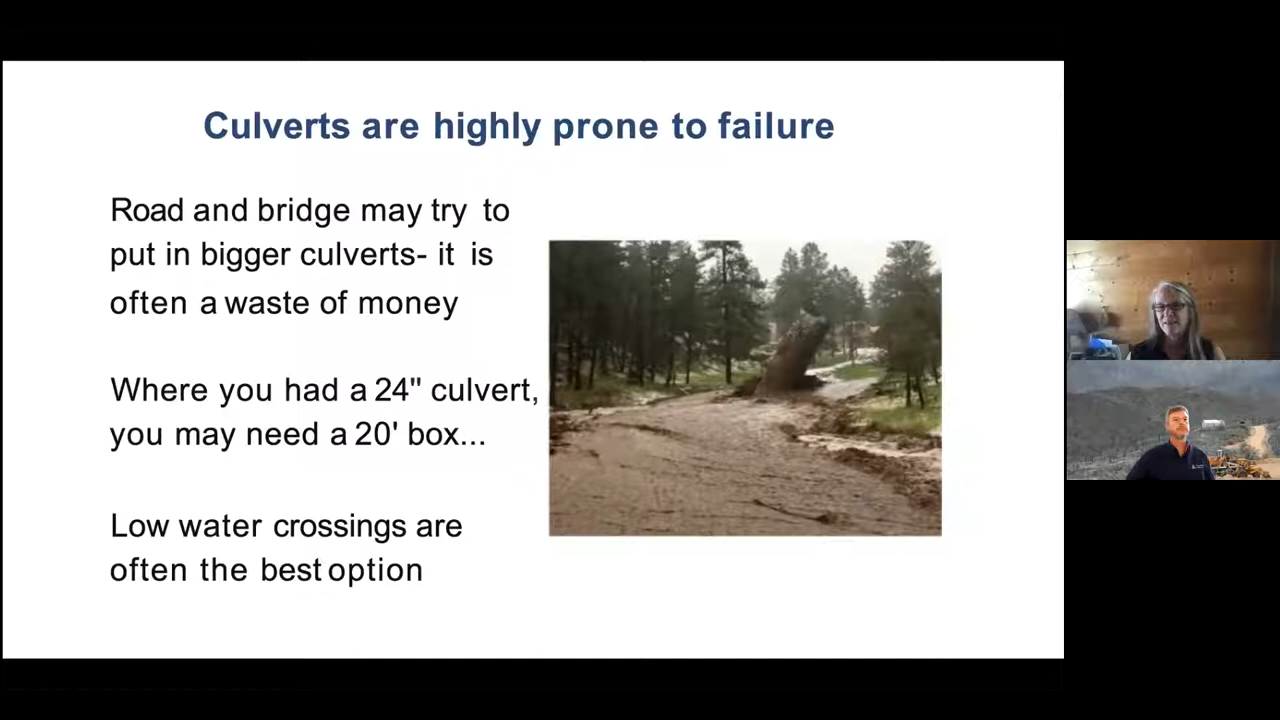 Culverts are highly prone to failure
Road and bridge may try to
put in bigger culverts- it is
often a waste of money
Where you had a 24" culvert,
you may need a 20' box...
Low water crossings are
often the best option